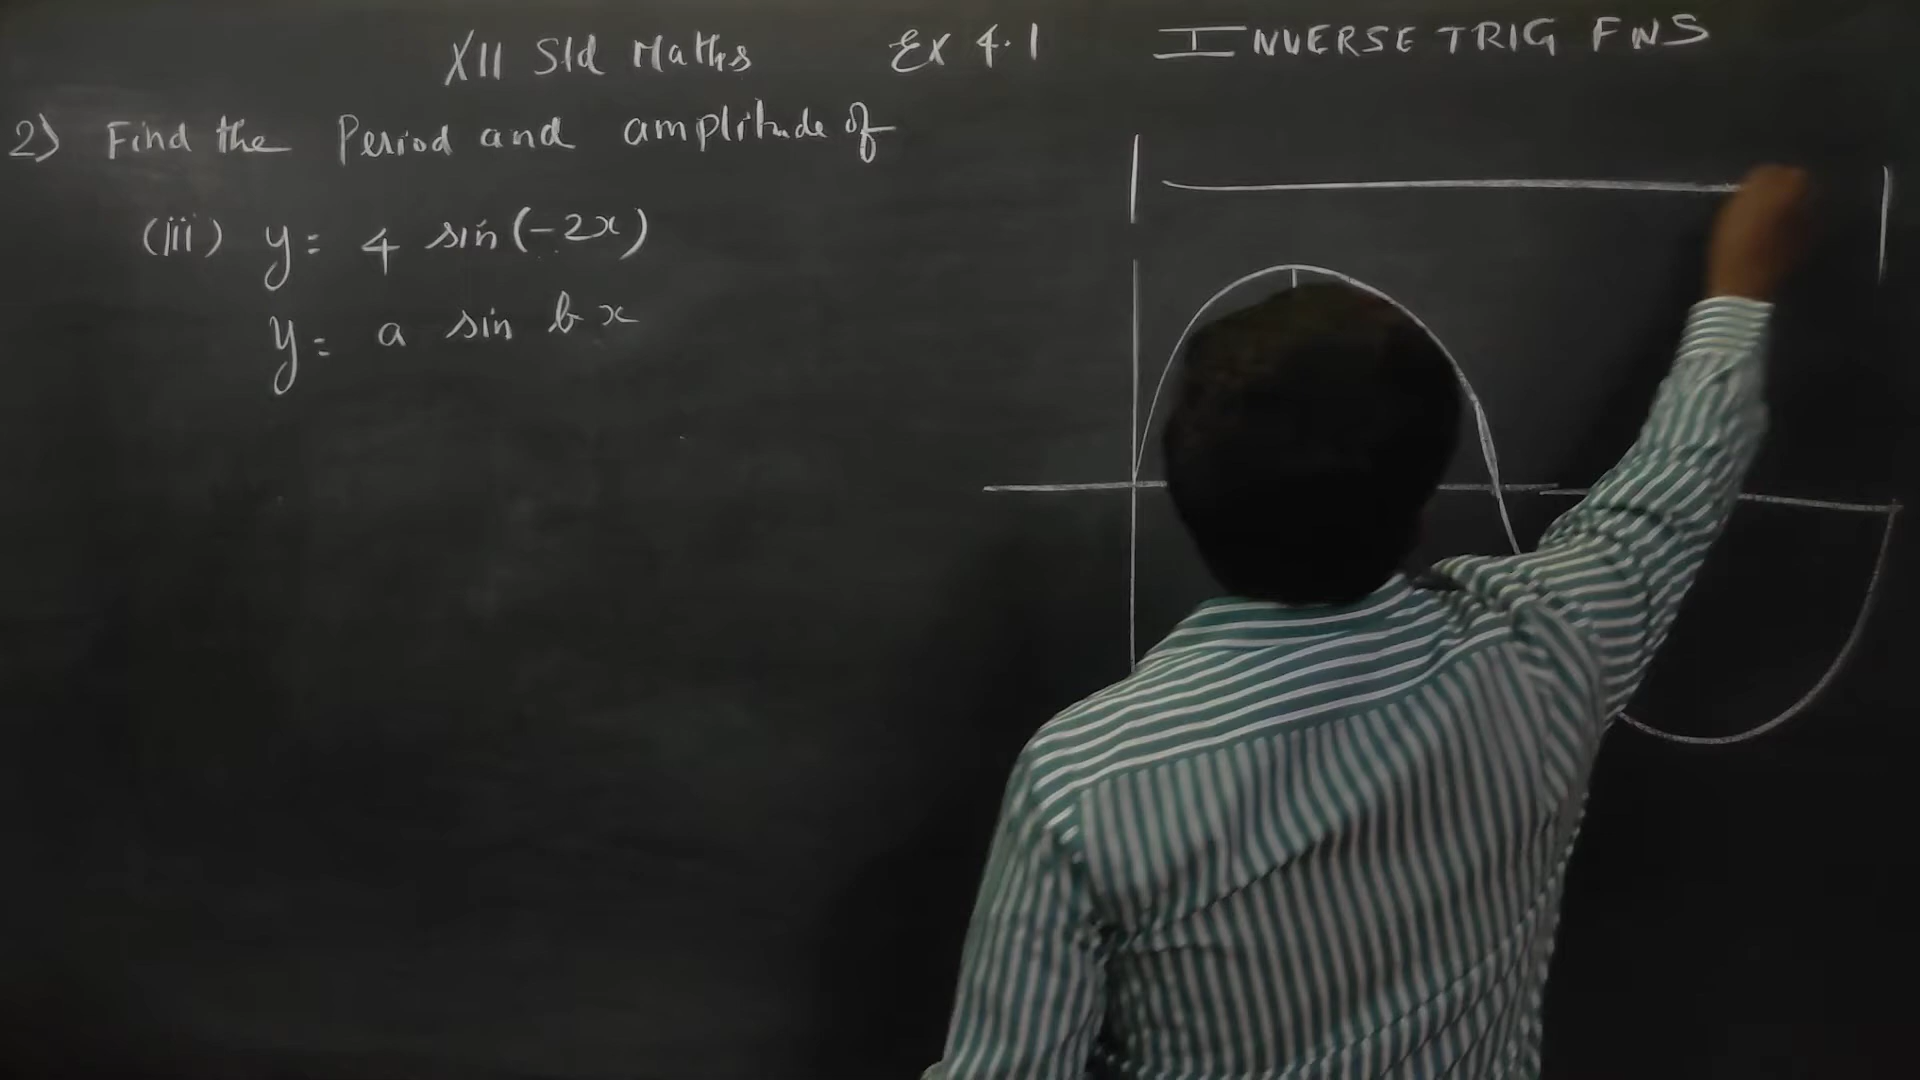 XII Std Maths Ex 4.1 INVERSE TRIG FNS
2) Find the Period and amplitude of
(iii) y = 4 sin (-2x)
y = a sin bx